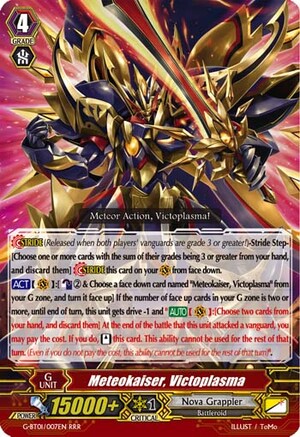 4
GRADE
Meteor Action, Victoplasma!
STRIDE (Released when both players' vanguards are grade 3 or greater!)-Stride Step-
[Choose one or more cards with the sum of their grades being 3 or greater from your hand,
and discard them] STRIDE this card on your from face down.
ACT [ ]:[ 2 & Choose a face down card named "Meteokaiser, Victoplasma" from
your G zone, and turn it face up] If the number of face up cards in your G zone is two or
more, until end of turn, this unit gets drive -1 and " AUTO [ ]:[Choose two cards from
your hand, and discard them] At the end of the battle that this unit attacked a vanguard, you
may pay the cost. If you do, this card. This ability cannot be used for the rest of that
turn. (Even if you do not pay the cost, this ability cannot be used for the rest of that turn)"
G
UNIT
Meteokaiser, Victoplasma
POWER
15000+
1
CRITICAL
Nova Grappler
Battleroid
G-BT01/007EN RRR
ILLUST / ToMo